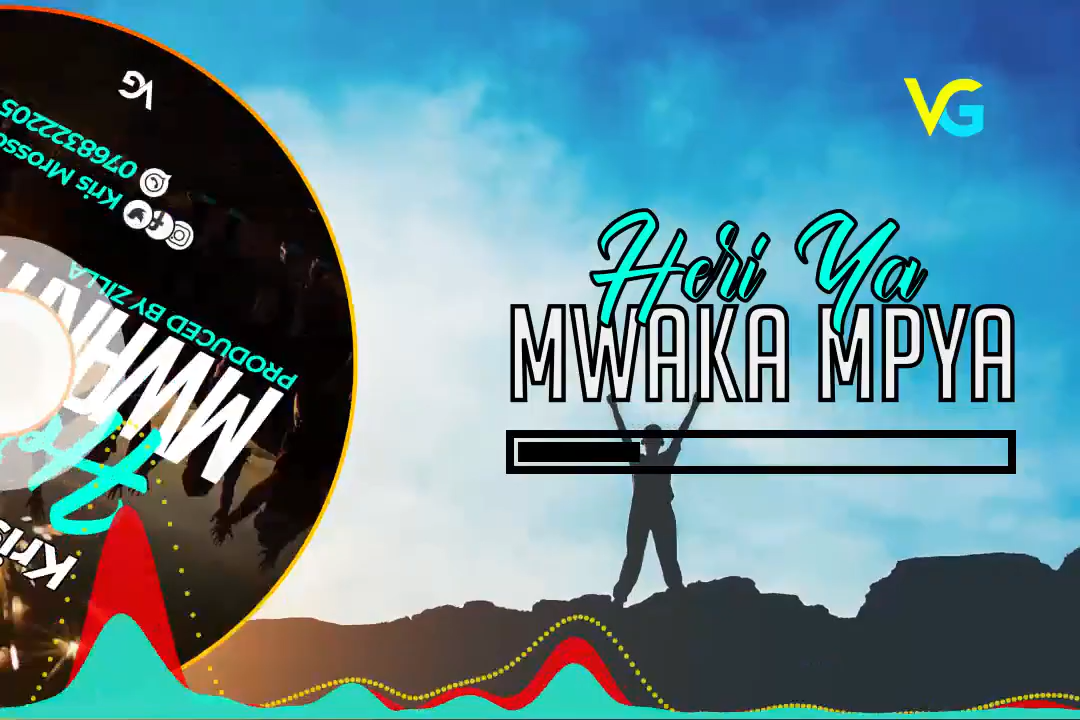 VG
0768322205
Kris Mrosso
PRODUCED BY ZILLA
VG
Heri Ya
MWAKA MPYA